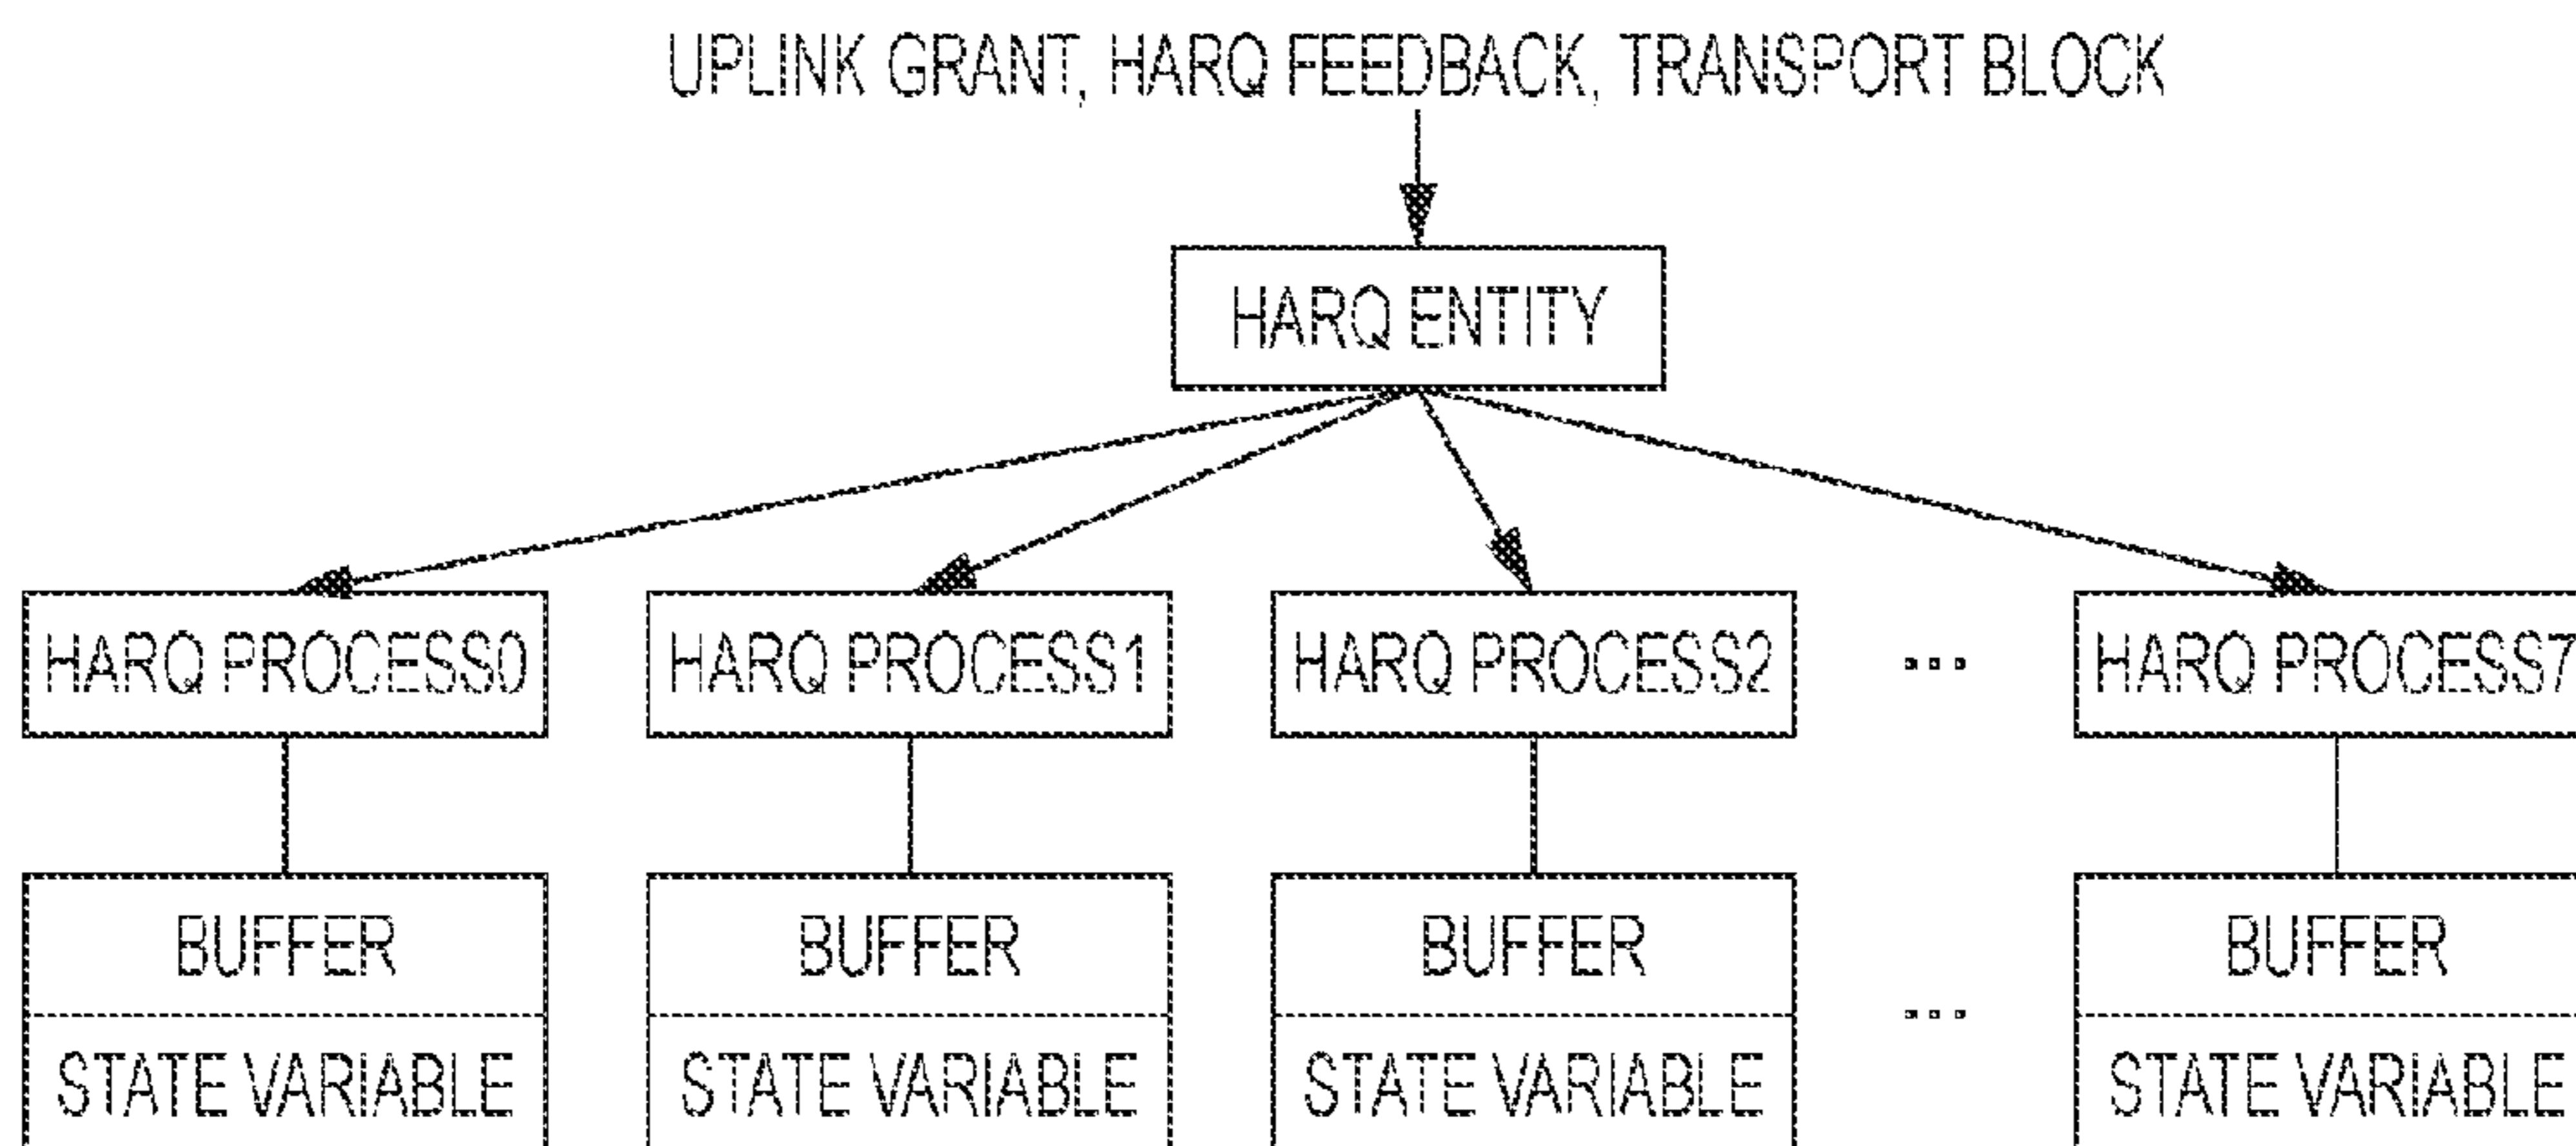 UPLINK GRANT, HARQ FEEDBACK, TRANSPORT BLOCK
HARQ ENTITY
HARQ PROCESS0 HARQ PROCESS1 HARQ PROCESS2 ... HARQ PROCESS7
BUFFER BUFFER BUFFER ... BUFFER
STATE VARIABLE STATE VARIABLE STATE VARIABLE STATE VARIABLE